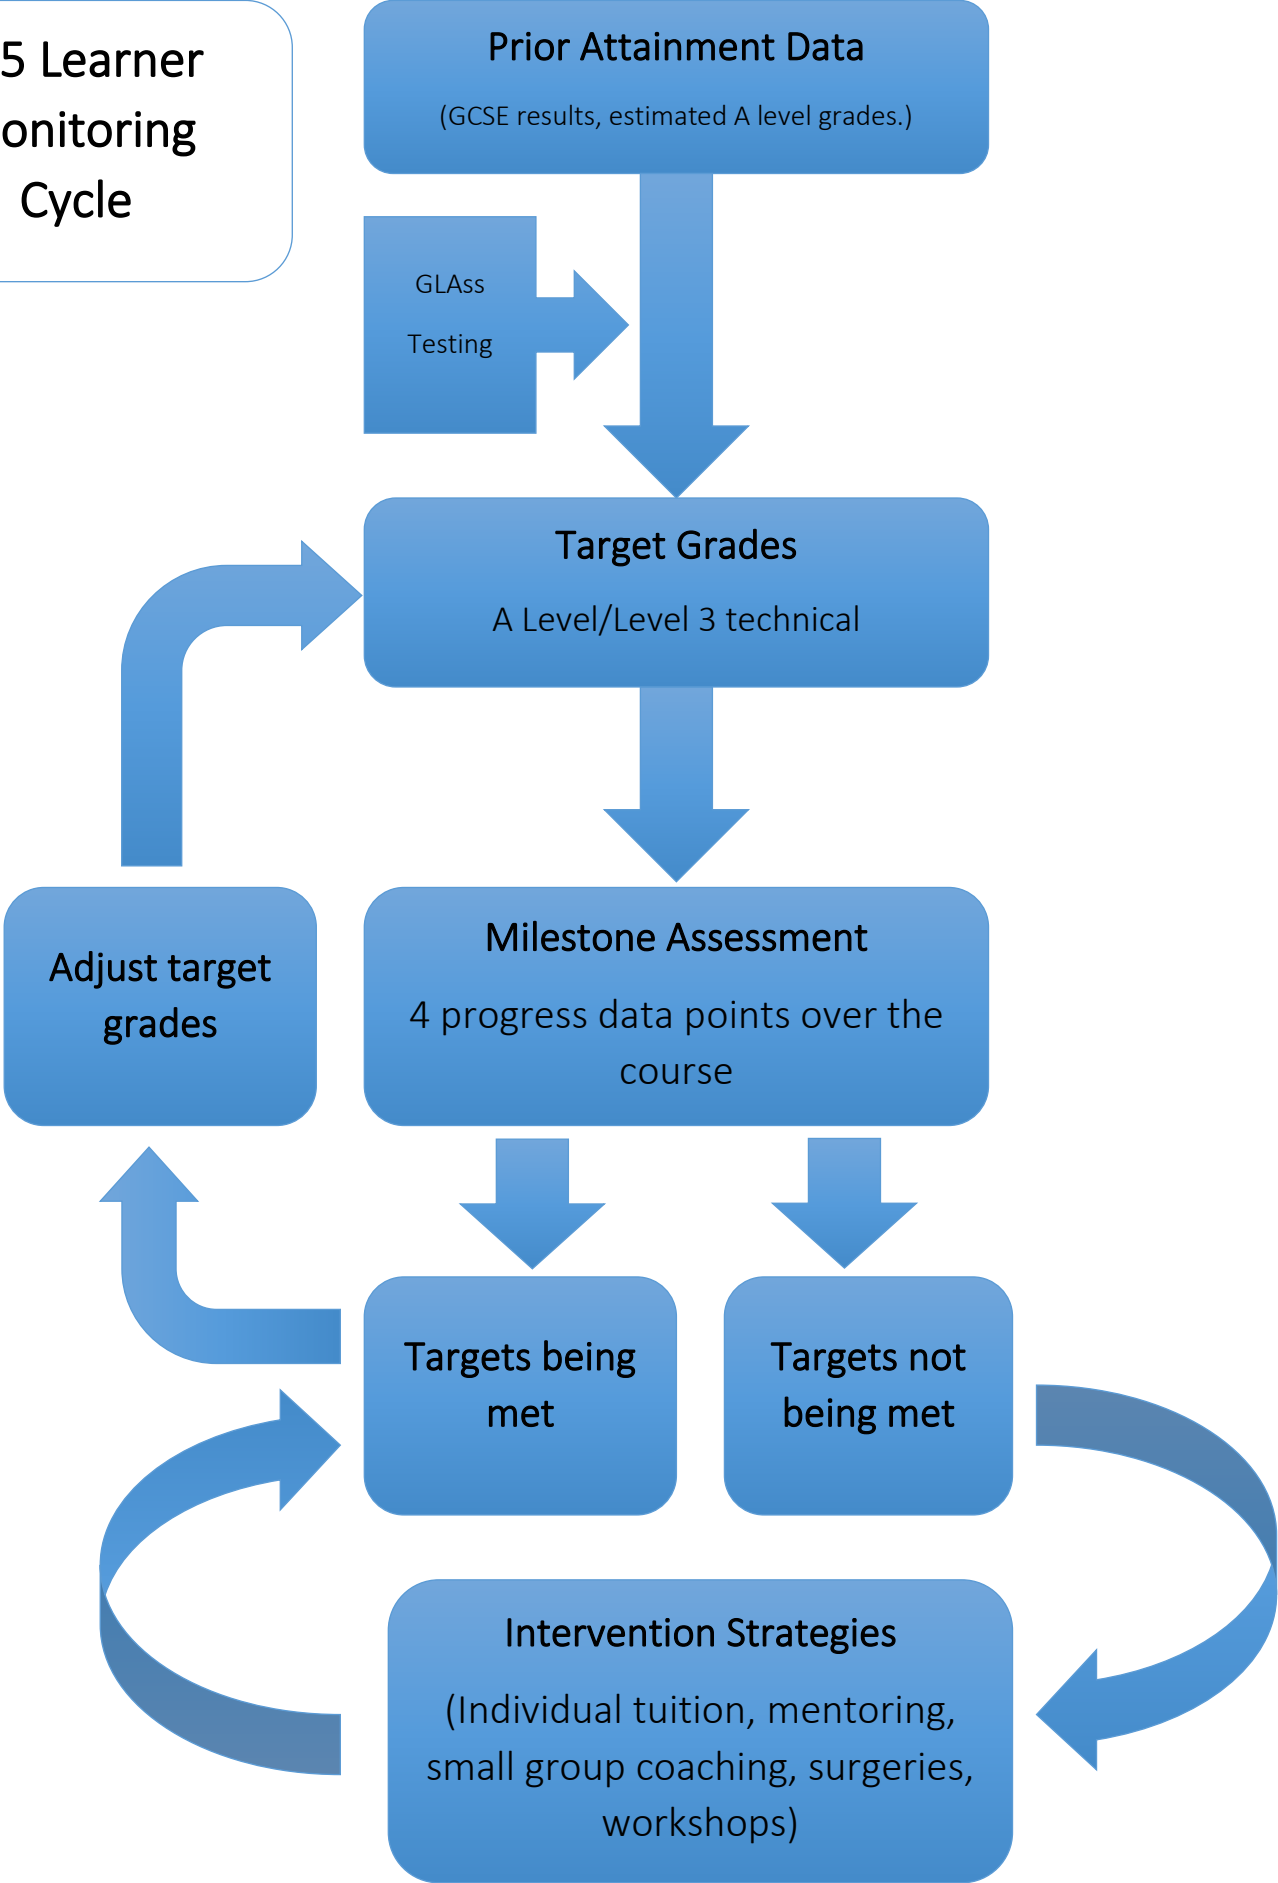 5 Learner
onitoring
Cycle
Prior Attainment Data
(GCSE results, estimated A level grades.)
GLAss
Testing
Target Grades
A Level/Level 3 technical
Adjust target
grades
Milestone Assessment
4 progress data points over the
course
Targets being
met
Targets not
being met
Intervention Strategies
(Individual tuition, mentoring,
small group coaching, surgeries,
workshops)